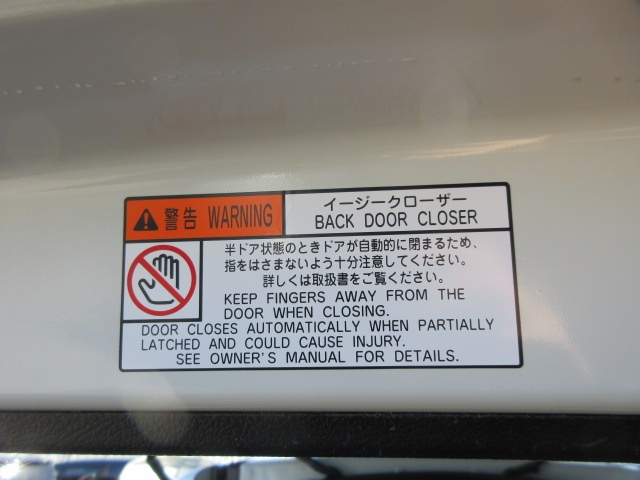 警告 WARNING
イージークローザー
BACK DOOR CLOSER
半ドア状態のときドアが自動的に閉まるため、
指をはさまないよう十分注意してください。
詳しくは取扱書をご覧ください。
KEEP FINGERS AWAY FROM THE
DOOR WHEN CLOSING.
DOOR CLOSES AUTOMATICALLY WHEN PARTIALLY
LATCHED AND COULD CAUSE INJURY.
SEE OWNER'S MANUAL FOR DETAILS.